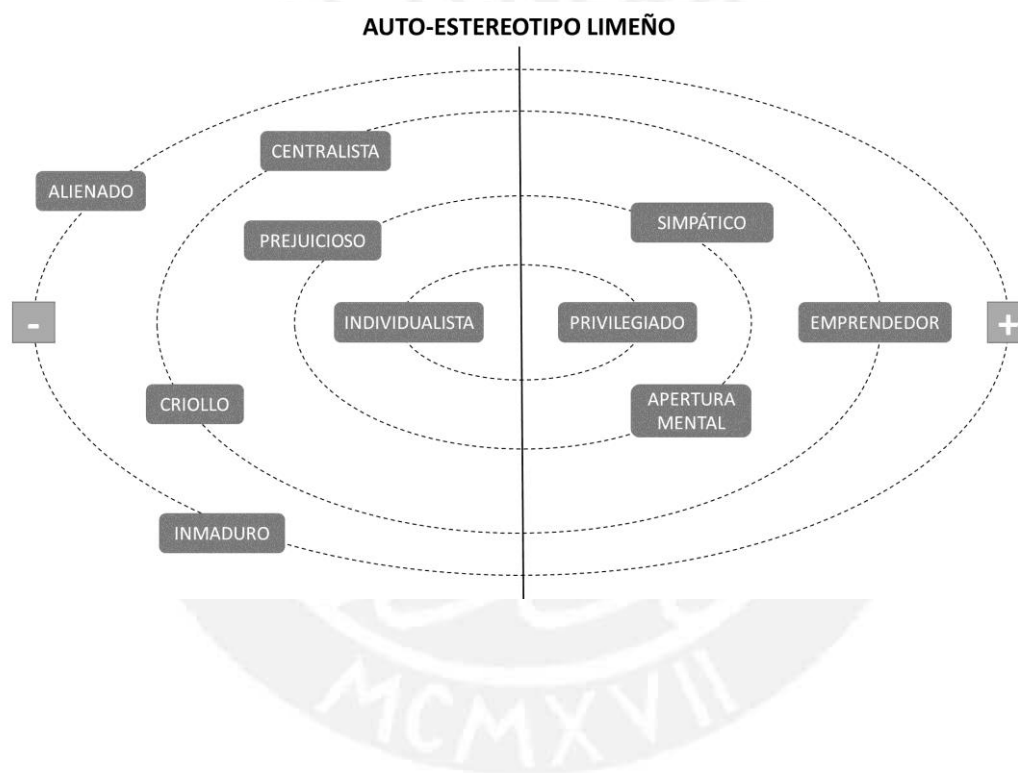 AUTO-ESTEREOTIPO LIMEÑO
CENTRALISTA
ALIENADO
SIMPÁTICO
PREJUICIOSO
-
INDIVIDUALISTA
PRIVILEGIADO
EMPRENDEDOR
+
CRIOLLO
APERTURA
MENTAL
INMADURO
MCMXVII